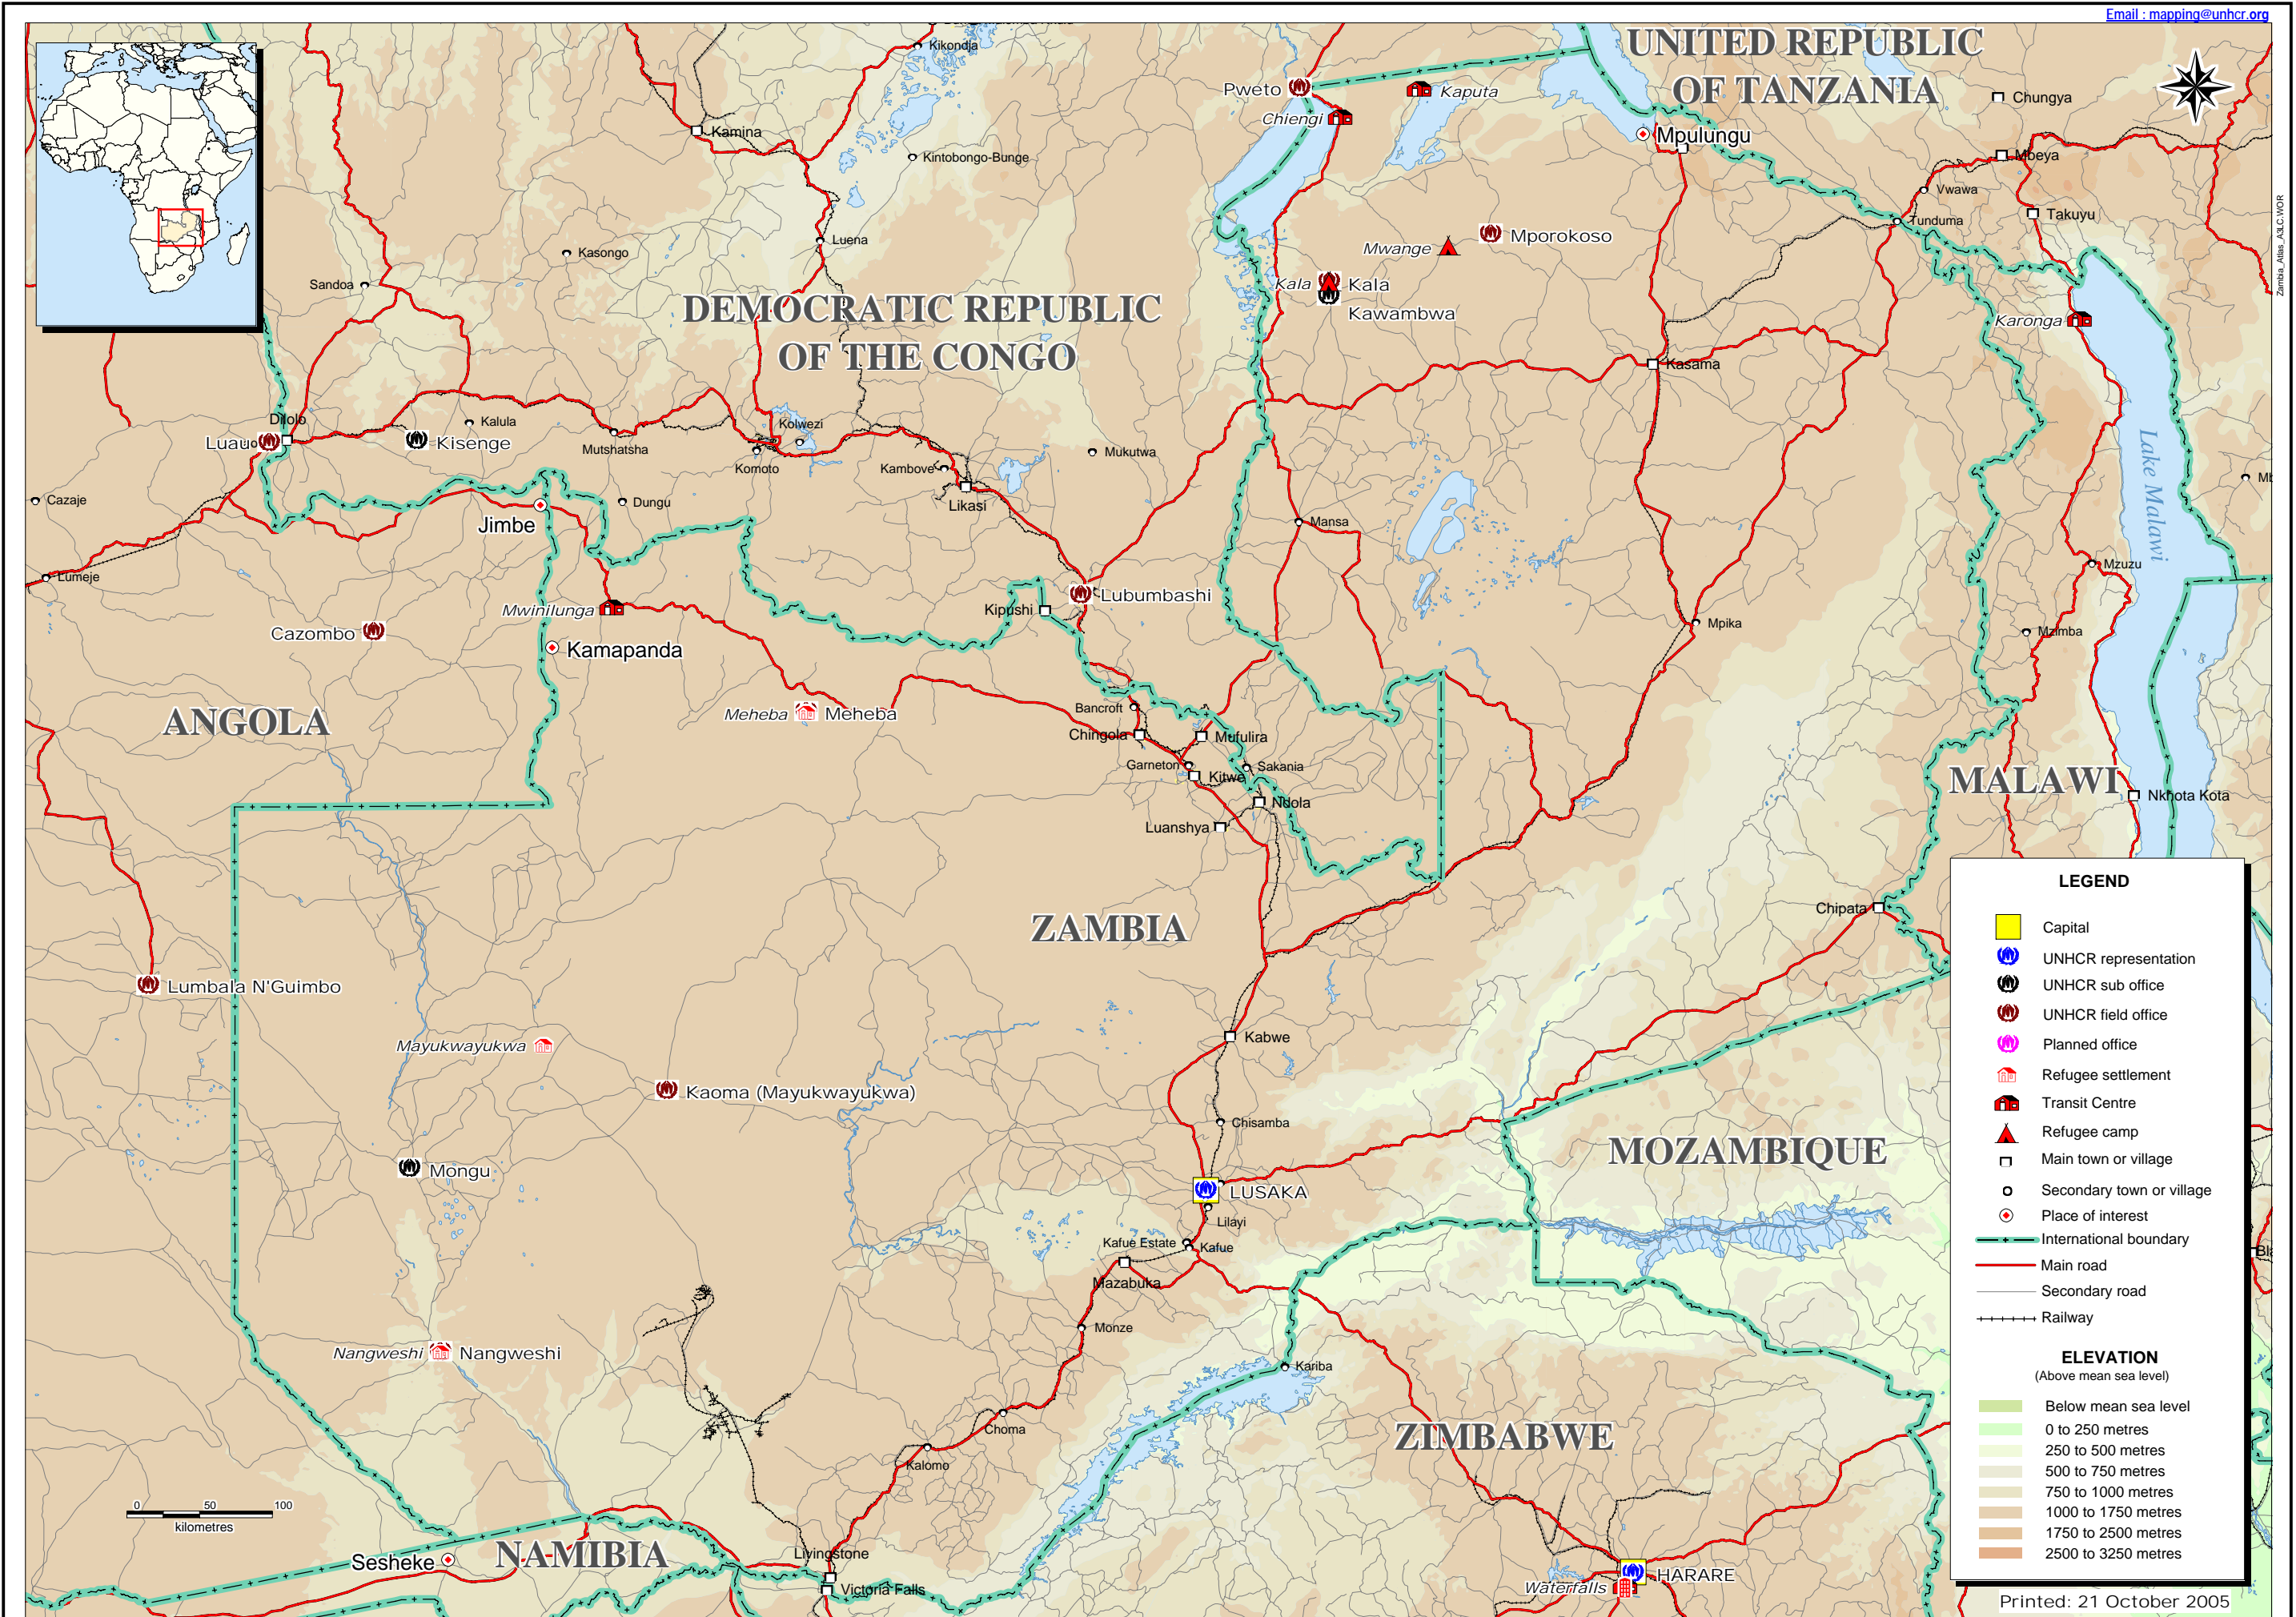 Email : mapping@unhcr.org
UNITED REPUBLIC
OF TANZANIA
Kikondja
Pweto
Kaputa
Chungya
Chiengi
Kamina
Mpulungu
Kintobongo-Bunge
Mbeya
Vwawa
Takuyu
Tunduma
Zambia_Atlas_A3LC.WOR
Luena
Mporokoso
Mwange
Kasongo
Sandoa
Kala
Kala
Kawambwa
DEMOCRATIC REPUBLIC
OF THE CONGO
Karonga
Kasama
Dilolo
Luau
Kisenge
Kalula
Mutshatsha
Kolwezi
Komoto
Kambove
Mukutwa
Likasi
Lake Malawi
Cazaje
Dungu
Jimbe
Mansa
Lumeje
Mzuzu
Mwinilunga
Kipushi
Lubumbashi
Cazombo
Kamapanda
Mpika
Mzimba
ANGOLA
Meheba
Meheba
Bancroft
Chingola
Mufulira
Garneton
Sakania
Kitwe
MALAWI
Nkhota Kota
Ndola
Luanshya
ZAMBIA
Chipata
Lumbala N'Guimbo
Kabwe
Mayukwayukwa
Kaoma (Mayukwayukwa)
Chisamba
MOZAMBIQUE
Mongu
LUSAKA
Lilayi
Kafue Estate
Kafue
Mazabuka
Monze
Nangweshi
Nangweshi
Kariba
Choma
ZIMBABWE
Kalomo
0 50 100
kilometres
Sesheke
NAMIBIA
Livingstone
Victoria Falls
Waterfalls
HARARE
LEGEND
Capital
UNHCR representation
UNHCR sub office
UNHCR field office
Planned office
Refugee settlement
Transit Centre
Refugee camp
Main town or village
Secondary town or village
Place of interest
International boundary
Main road
Secondary road
Railway
ELEVATION
(Above mean sea level)
Below mean sea level
0 to 250 metres
250 to 500 metres
500 to 750 metres
750 to 1000 metres
1000 to 1750 metres
1750 to 2500 metres
2500 to 3250 metres
Printed: 21 October 2005